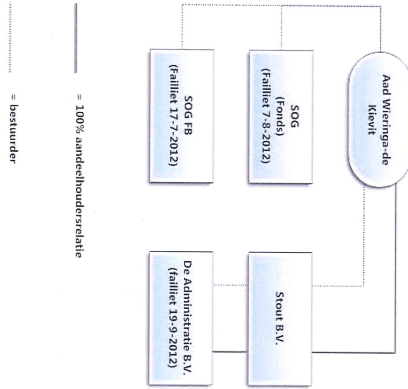 Aad Wieringa-de
Kievit
SOG
(Fonds)
(Failliet 7-8-2012)
Stout B.V.
SOG FB
(Failliet 17-7-2012)
De Administratie B.V.
(failliet 19-9-2012)
= 100% aandeelhoudersrelatie
= bestuurder